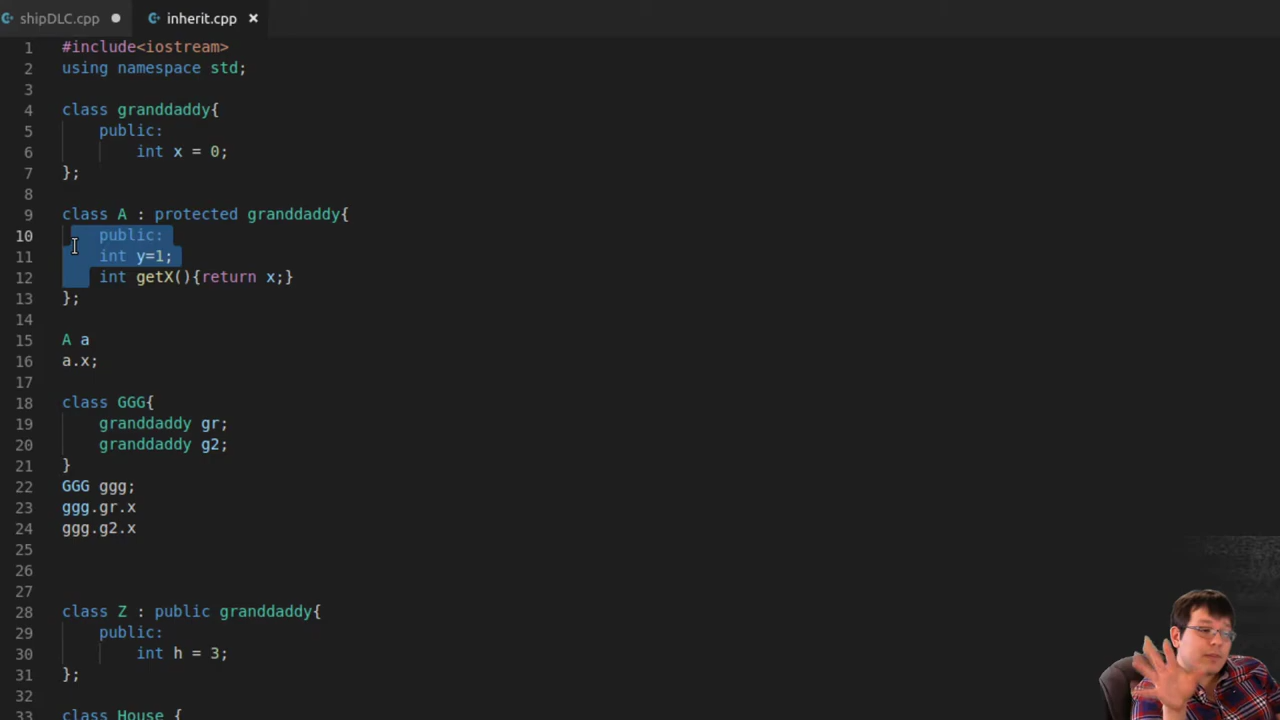 shipDLC.cpp inherit.cpp
1 #include<iostream>
2 using namespace std;
3
4 class granddaddy{
5 public:
6 int x = 0;
7 };
8
9 class A : protected granddaddy{
10 public:
11 int y=1;
12 int getX(){return x;}
13 };
14
15 A a
16 a.x;
17
18 class GGG{
19 granddaddy gr;
20 granddaddy g2;
21 }
22 GGG ggg;
23 ggg.gr.x
24 ggg.g2.x
25
26
27
28 class Z : public granddaddy{
29 public:
30 int h = 3;
31 };
32
33 class House {